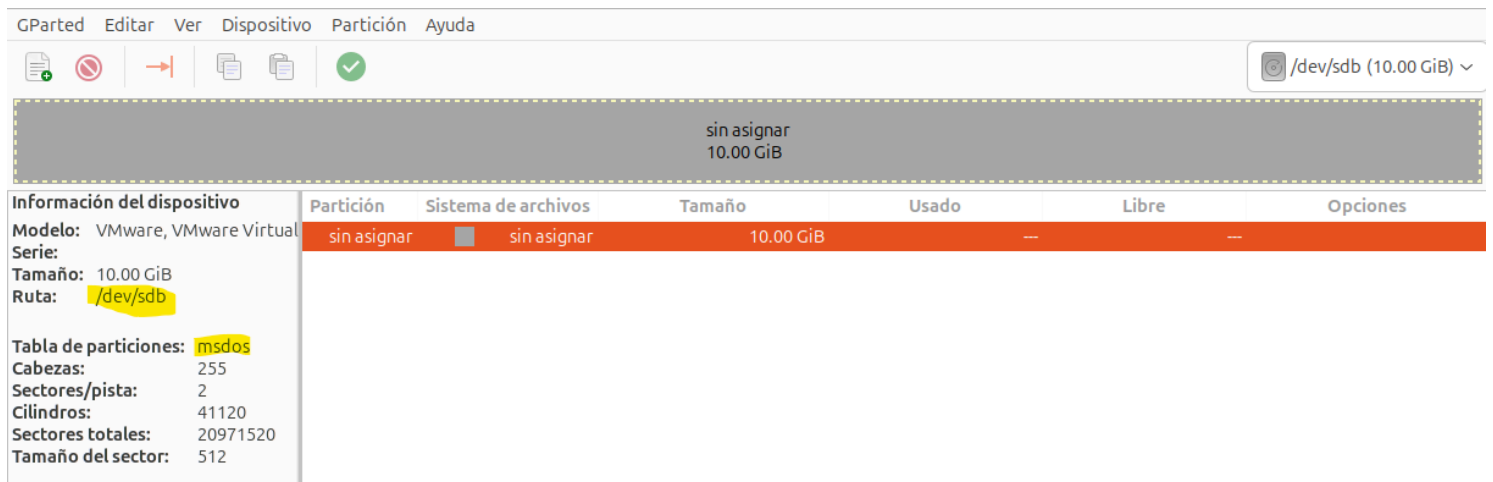 GParted Editar Ver Dispositivo Partición Ayuda
/dev/sdb (10.00 GiB)
sin asignar
10.00 GiB
Información del dispositivo
Modelo: VMware, VMware Virtual
Serie:
Tamaño: 10.00 GiB
Ruta: /dev/sdb
Tabla de particiones: msdos
Cabezas: 255
Sectores/pista: 2
Cilindros: 41120
Sectores totales: 20971520
Tamaño del sector: 512
Partición Sistema de archivos Tamaño Usado Libre Opciones
sin asignar sin asignar 10.00 GiB --- ---